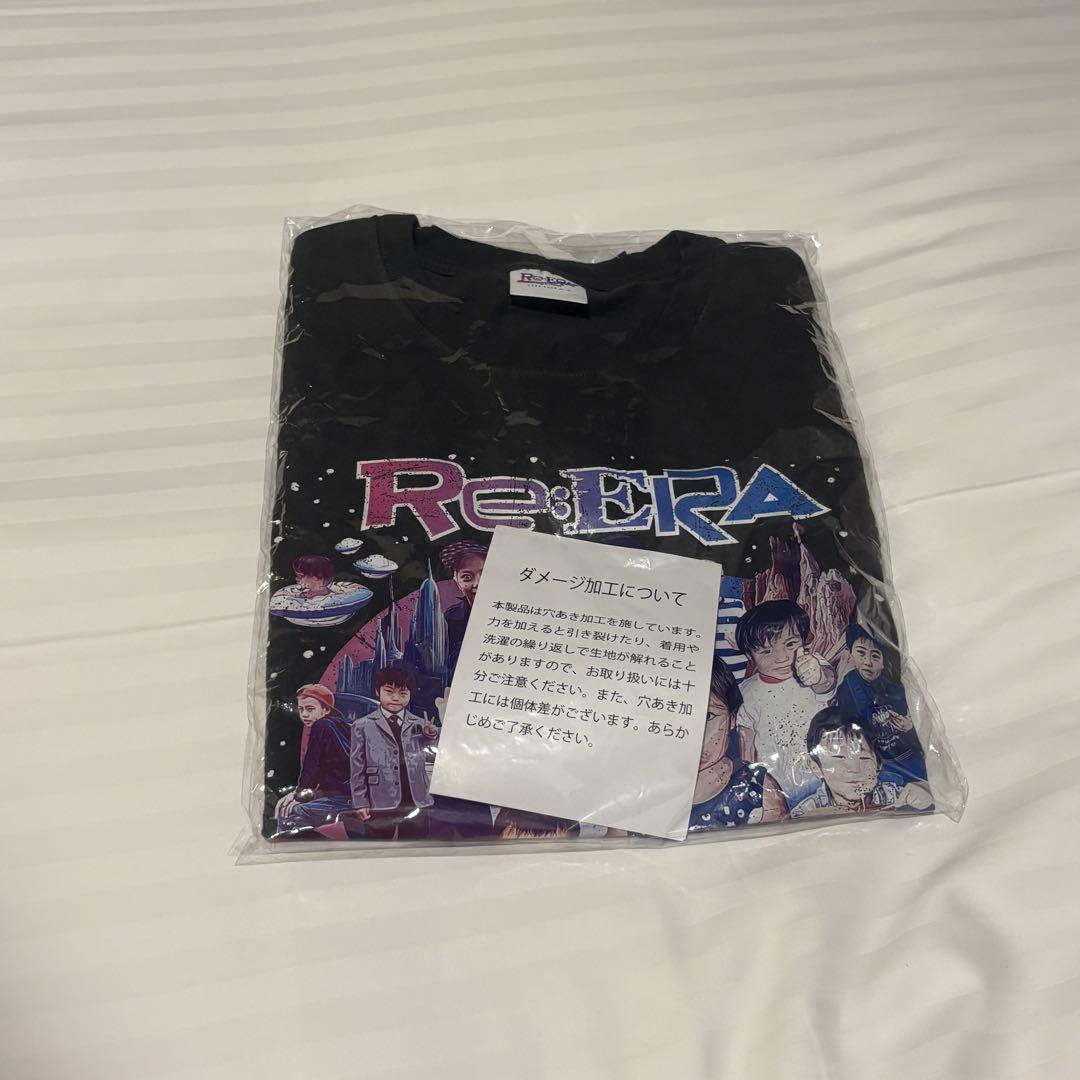 Re:ERA
Re:ERA
ダメージ加工について
本製品は穴あき加工を施しています。
力を加えると引き裂けたり、着用や
洗濯の繰り返しで生地が解れること
がありますので、お取り扱いには十
分ご注意ください。また、穴あき加
工には個体差がございます。あらか
じめご了承ください。